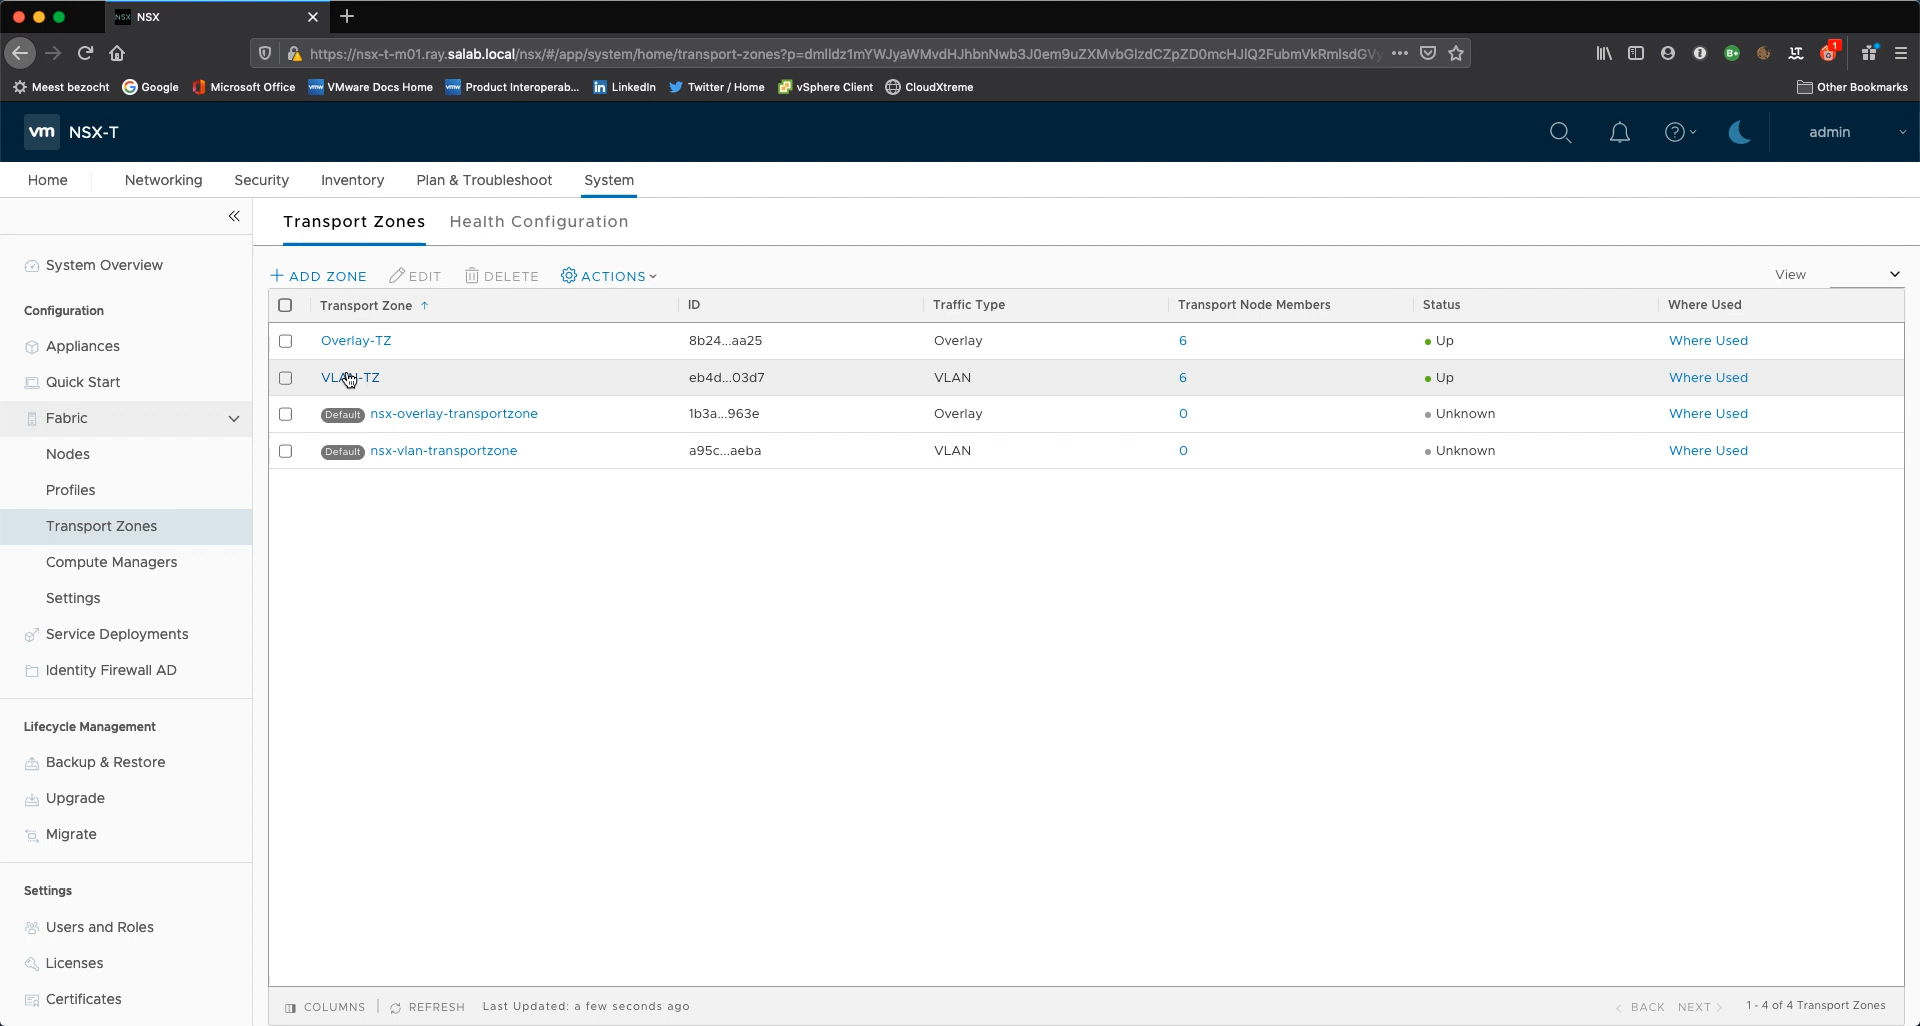 NSX NSX
https://nsx-t-m01.ray.salab.local/nsx/#/app/system/home/transport-zones?p=
Meest bezocht Google Microsoft Office VMware Docs Home Product Interoperab... LinkedIn Twitter / Home vSphere Client CloudXtreme Other Bookmarks
vm NSX-T admin
Home Networking Security Inventory Plan & Troubleshoot System
Transport Zones Health Configuration
+ ADD ZONE EDIT DELETE ACTIONS View
Transport Zone ID Traffic Type Transport Node Members Status Where Used
Overlay-TZ 8b24...aa25 Overlay 6 Up Where Used
VLAN-TZ eb4d...03d7 VLAN 6 Up Where Used
Default nsx-overlay-transportzone 1b3a...963e Overlay 0 Unknown Where Used
Default nsx-vlan-transportzone a95c...aeba VLAN 0 Unknown Where Used
System Overview
Configuration
Appliances
Quick Start
Fabric
Nodes
Profiles
Transport Zones
Compute Managers
Settings
Service Deployments
Identity Firewall AD
Lifecycle Management
Backup & Restore
Upgrade
Migrate
Settings
Users and Roles
Licenses
Certificates
COLUMNS REFRESH Last Updated: a few seconds ago BACK NEXT 1 - 4 of 4 Transport Zones